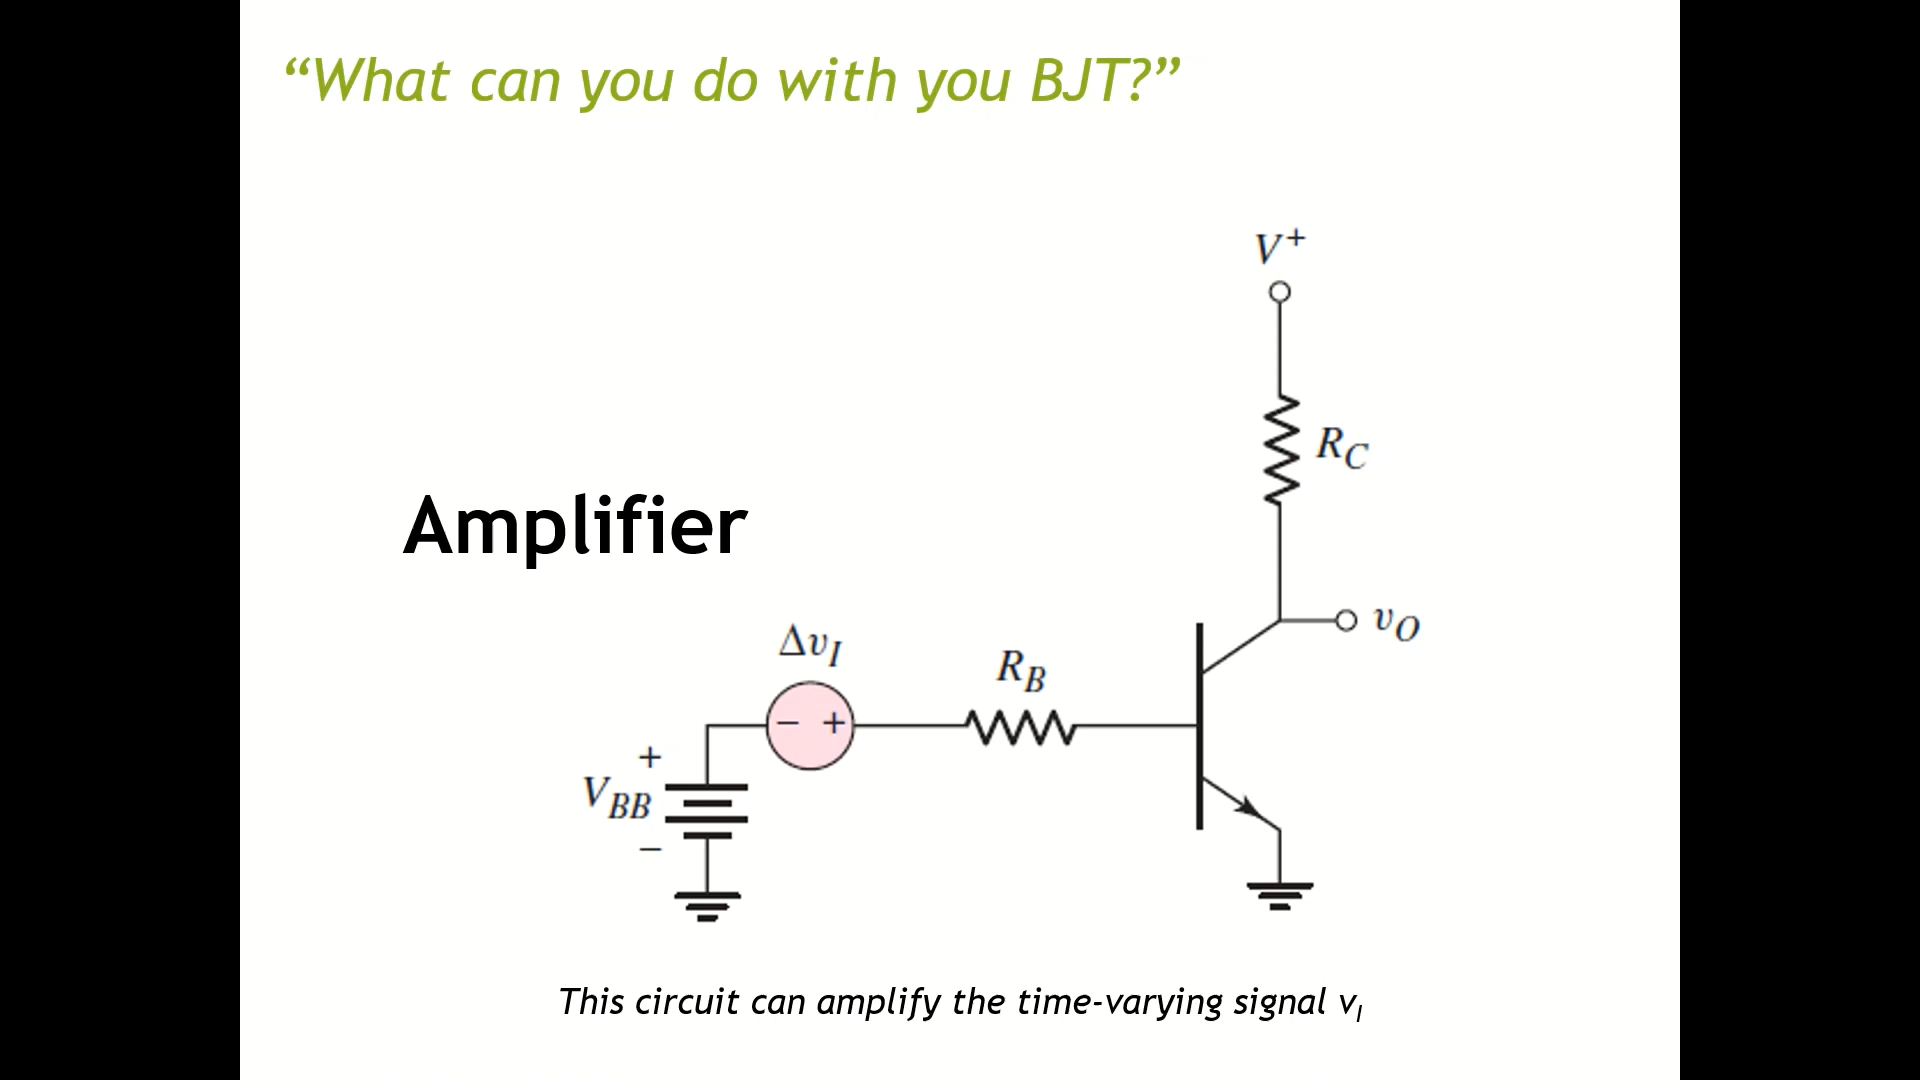 “What can you do with you BJT?”
V+
RC
Amplifier
vO
ΔvI
RB
− +
+
VBB
−
This circuit can amplify the time-varying signal vI